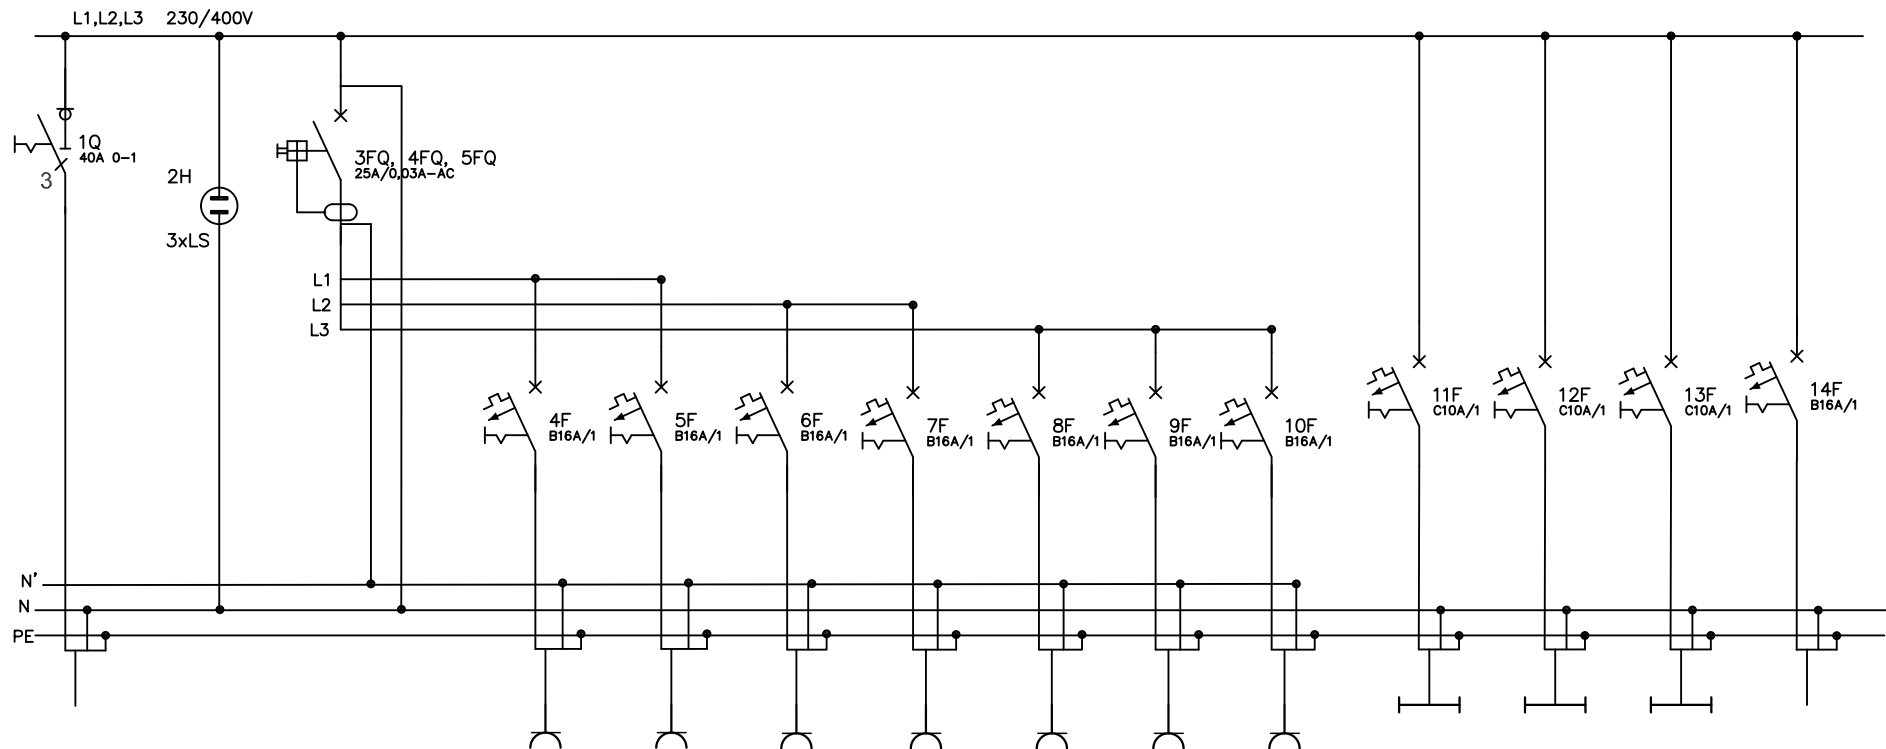 L1,L2,L3 230/400V
1Q
40A 0-1
3
2H
3xLS
3FQ, 4FQ, 5FQ
25A/0,03A-AC
L1
L2
L3
4F
B16A/1
5F
B16A/1
6F
B16A/1
7F
B16A/1
8F
B16A/1
9F
B16A/1
10F
B16A/1
11F
C10A/1
12F
C10A/1
13F
C10A/1
14F
B16A/1
N'
N
PE